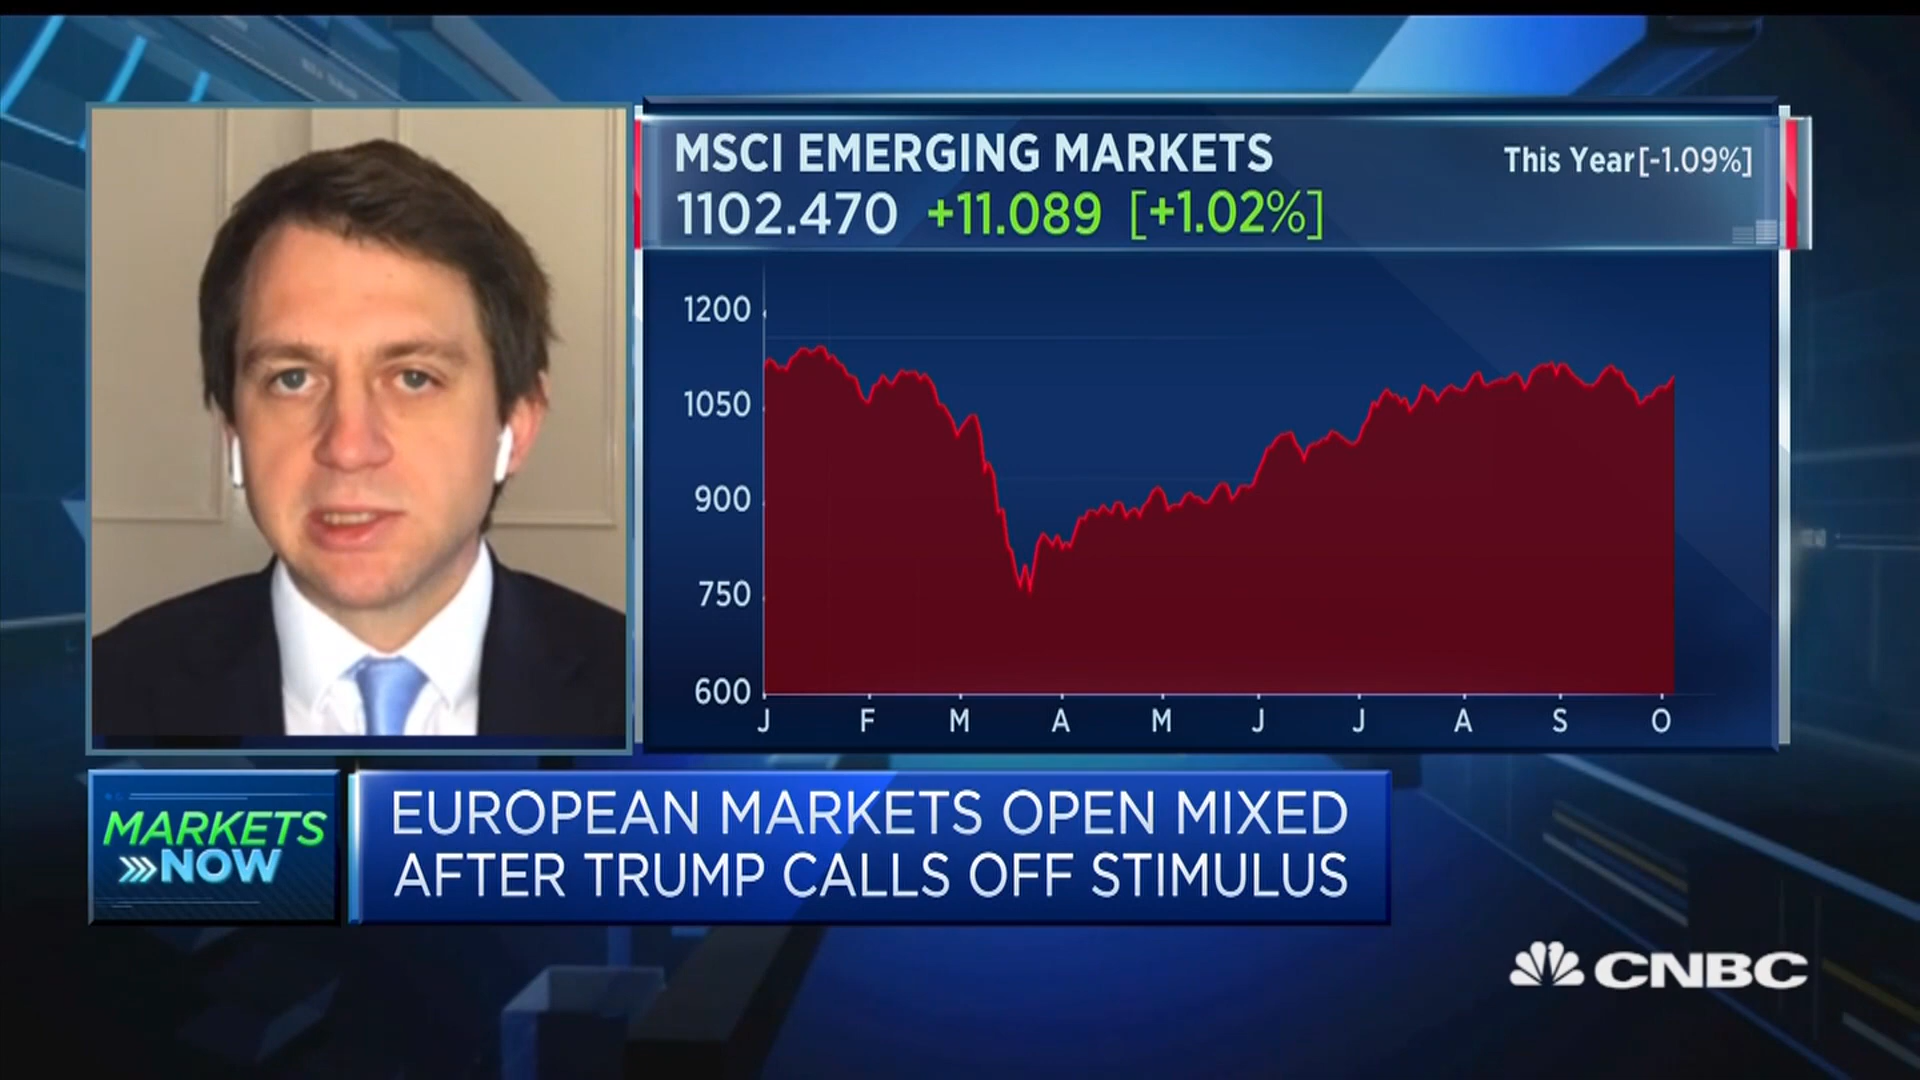 MSCI EMERGING MARKETS
This Year[-1.09%]
1102.470 +11.089 [+1.02%]
1200
1050
900
750
600
J F M A M J J A S O
MARKETS
NOW
EUROPEAN MARKETS OPEN MIXED
AFTER TRUMP CALLS OFF STIMULUS
CNBC